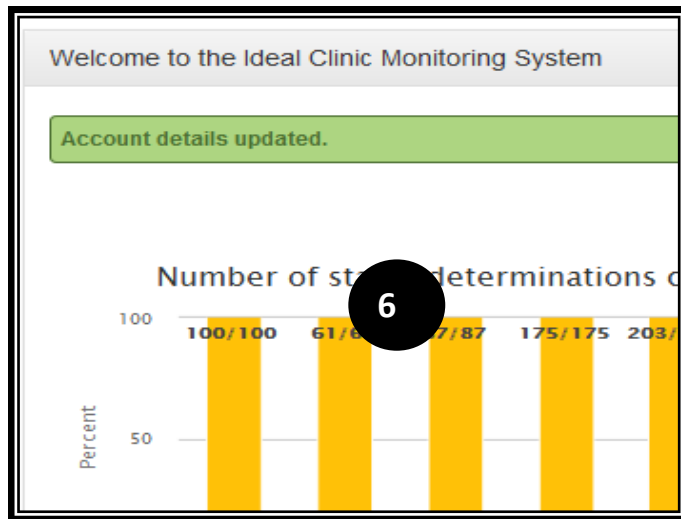 Welcome to the Ideal Clinic Monitoring System
Account details updated.
Number of determinations
6
100
100/100 175/175
Percent
50